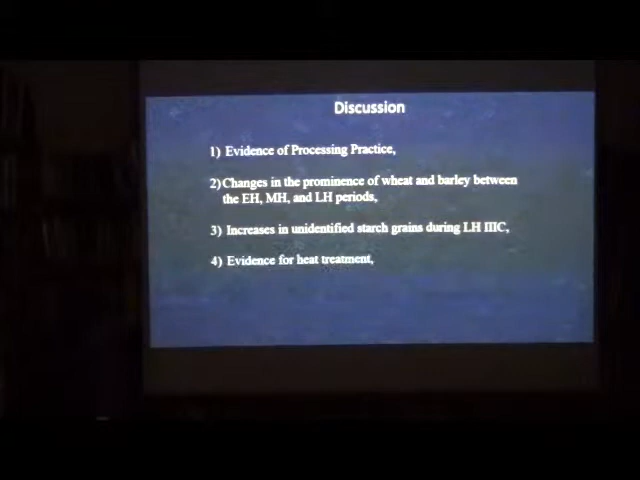 Discussion
1) Evidence of Processing Practice,
2) Changes in the prominence of wheat and barley between
the EH, MH, and LH periods,
3) Increases in unidentified starch grains during LH IIIC,
4) Evidence for heat treatment,